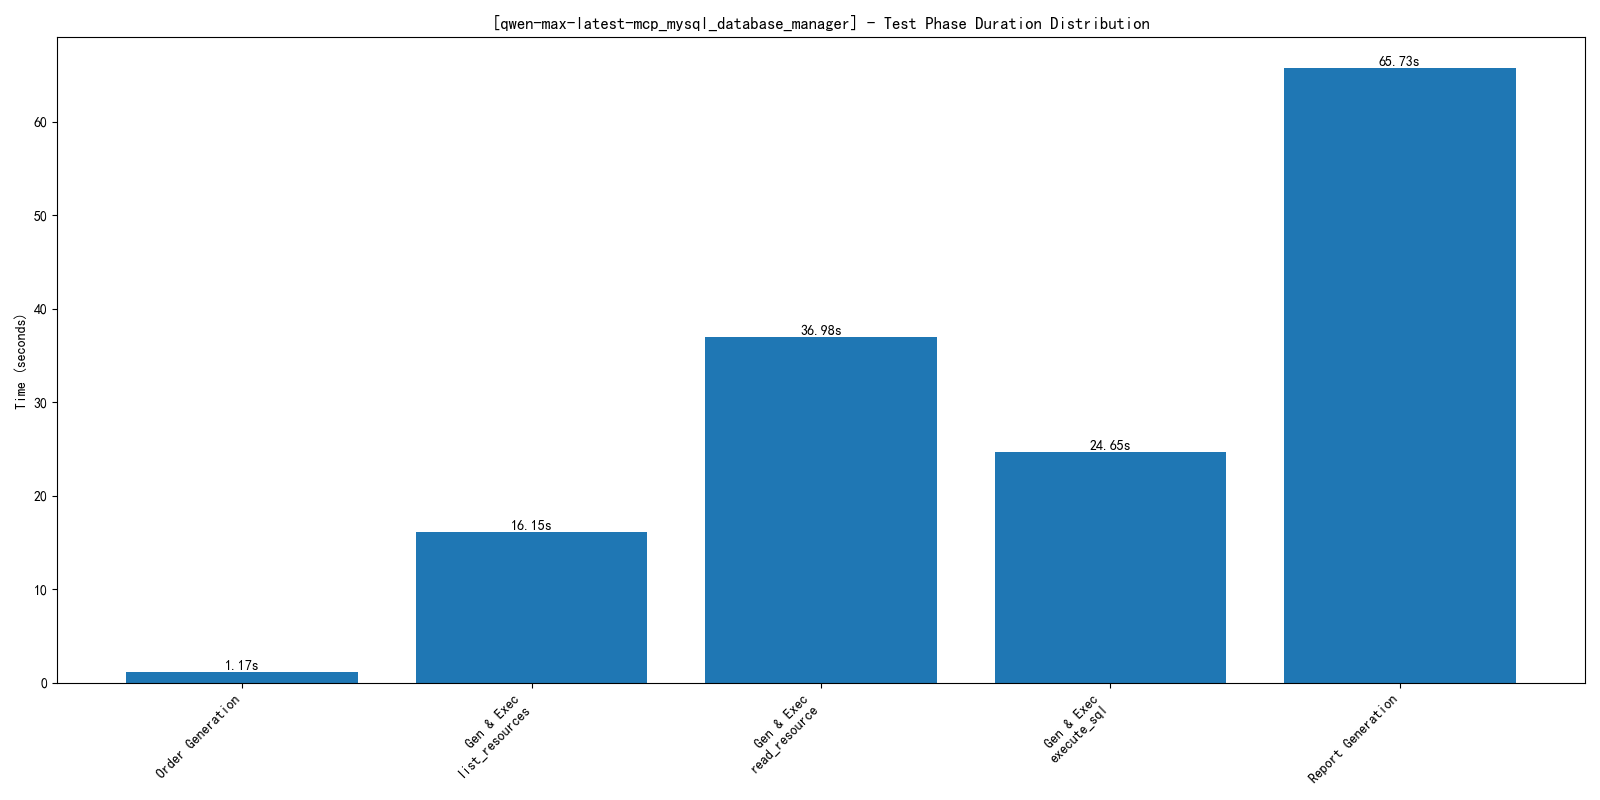 [qwen-max-latest-mcp_mysql_database_manager] - Test Phase Duration Distribution
65.73s
60
50
40
36.98s
Time (seconds)
30
24.65s
20
16.15s
10
1.17s
0
Order Generation
Gen & Exec
list_resources
Gen & Exec
read_resource
Gen & Exec
execute_sql
Report Generation